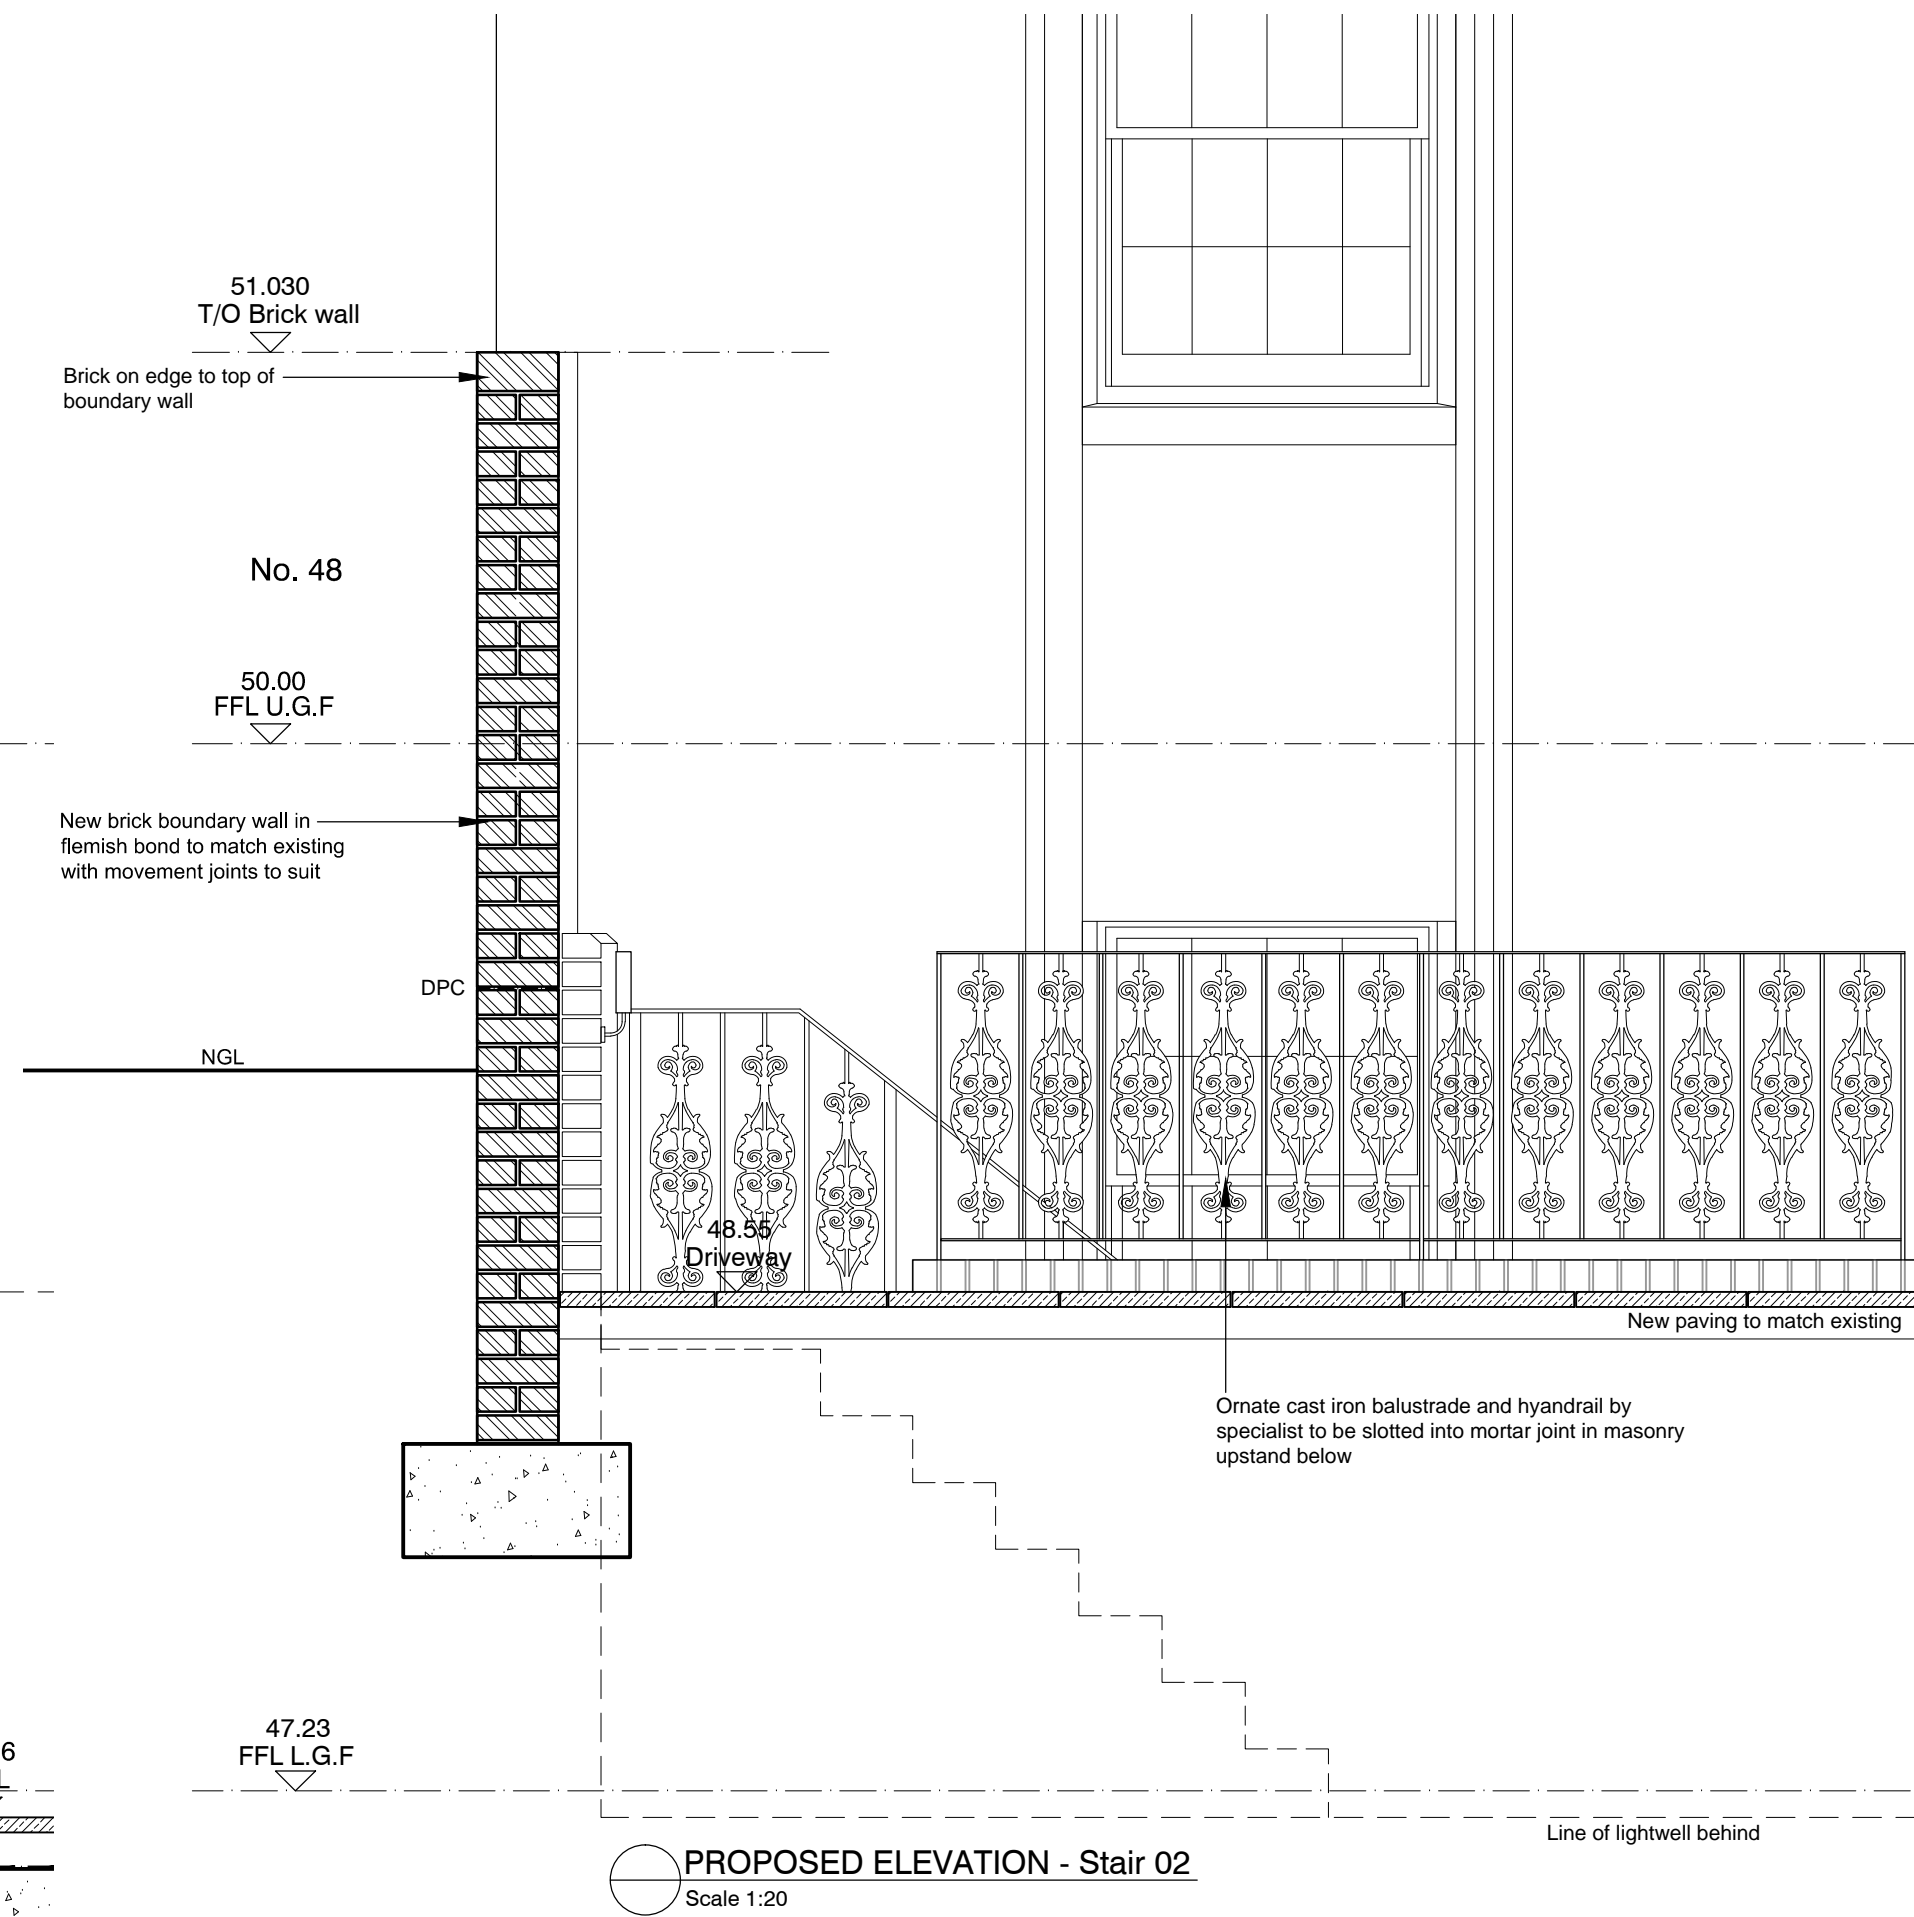 51.030
T/O Brick wall
Brick on edge to top of
boundary wall
No. 48
50.00
FFL U.G.F
New brick boundary wall in
flemish bond to match existing
with movement joints to suit
DPC
NGL
48.55
Driveway
New paving to match existing
Ornate cast iron balustrade and hyandrail by
specialist to be slotted into mortar joint in masonry
upstand below
47.23
FFL L.G.F
6
L
Line of lightwell behind
PROPOSED ELEVATION - Stair 02
Scale 1:20